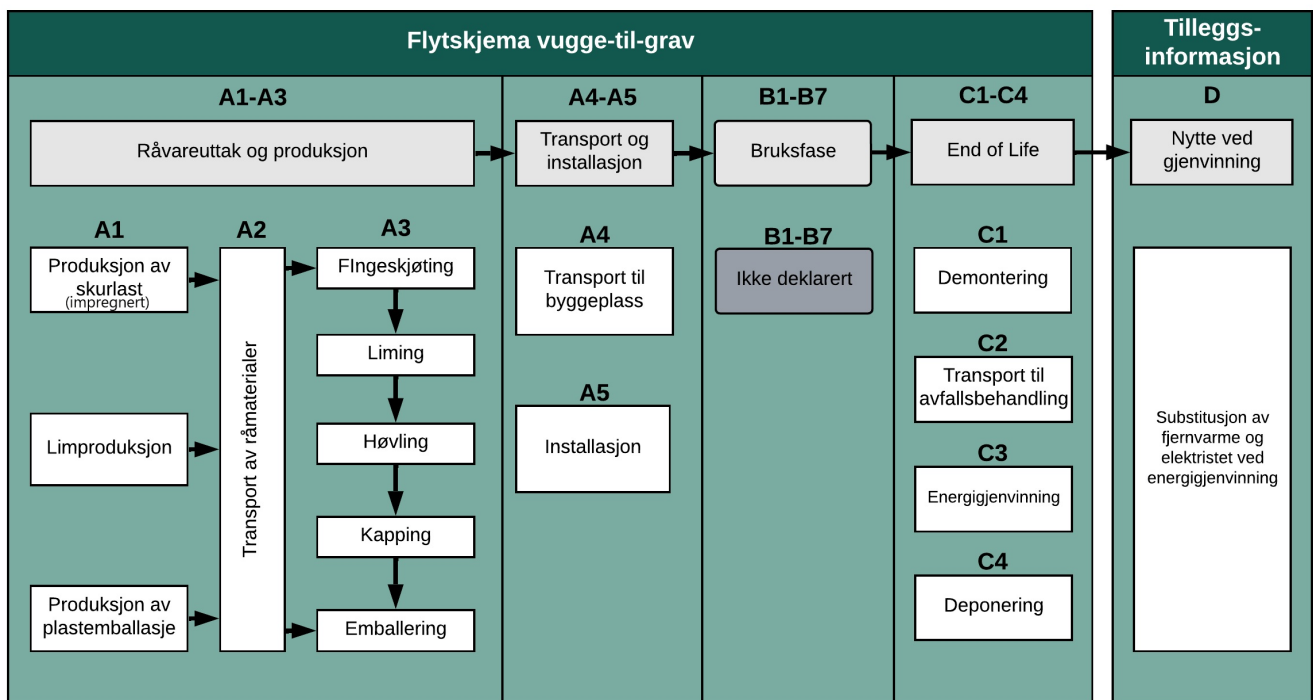 Flytskjema vugge-til-grav
Tilleggs-
informasjon
A1-A3
A4-A5
B1-B7
C1-C4
D
Råvareuttak og produksjon
Transport og
installasjon
Bruksfase
End of Life
Nytte ved
gjenvinning
A1
Produksjon av
skurlast
(impregnert)
Limproduksjon
Produksjon av
plastemballasje
A2
Transport av råmaterialer
A3
FIngeskjøting
Liming
Høvling
Kapping
Emballering
A4
Transport til
byggeplass
A5
Installasjon
B1-B7
Ikke deklarert
C1
Demontering
C2
Transport til
avfallsbehandling
C3
Energigjenvinning
C4
Deponering
Substitusjon av
fjernvarme og
elektristet ved
energigjenvinning